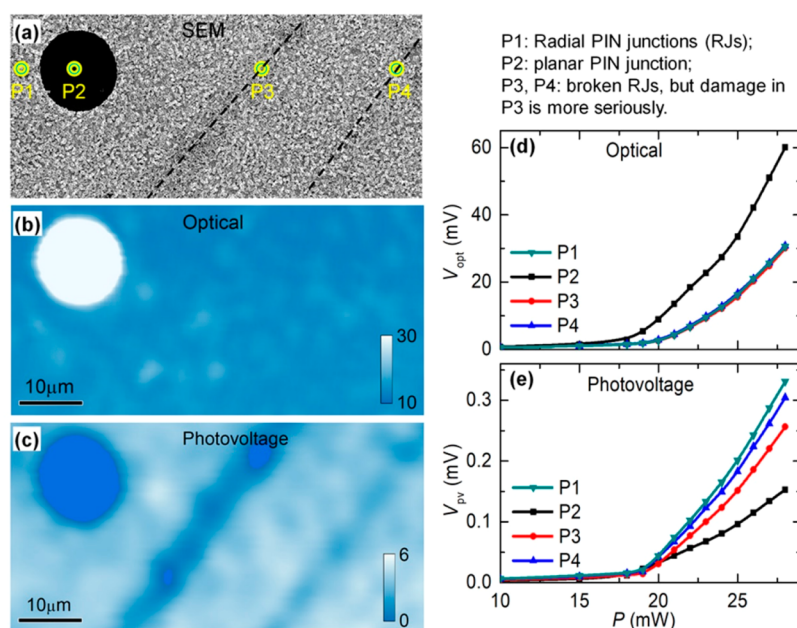 (a)
SEM
P1
P2
P3
P4
P1: Radial PIN junctions (RJs);
P2: planar PIN junction;
P3, P4: broken RJs, but damage in
P3 is more seriously.
(b)
Optical
30
10
10μm
(c)
Photovoltage
6
0
10μm
(d)
Optical
60
30
0
V_opt (mV)
P1
P2
P3
P4
(e)
Photovoltage
0.3
0.2
0.1
0.0
V_pv (mV)
P1
P2
P3
P4
10 15 20 25
P (mW)